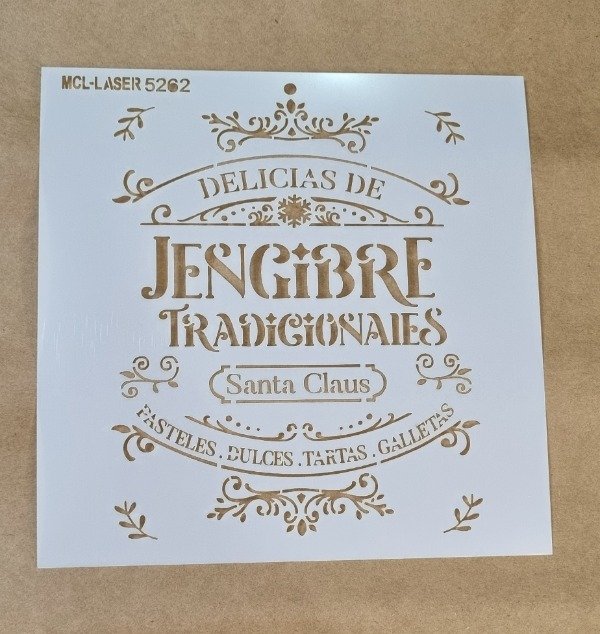 MCL-LASER 5262
DELICIAS DE
JENGiBRE
TRADiCiONAlES
Santa Claus
PASTELES . DULCES . TARTAS . GALLETAS